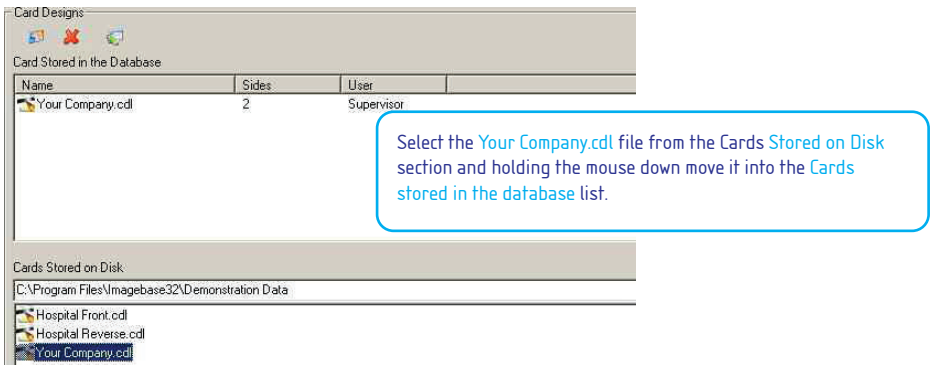 Card Designs
Card Stored in the Database
Name Sides User
Your Company.cdl 2 Supervisor
Select the Your Company.cdl file from the Cards Stored on Disk
section and holding the mouse down move it into the Cards
stored in the database list.
Cards Stored on Disk
C:\Program Files\Imagebase32\Demonstration Data
Hospital Front.cdl
Hospital Reverse.cdl
Your Company.cdl